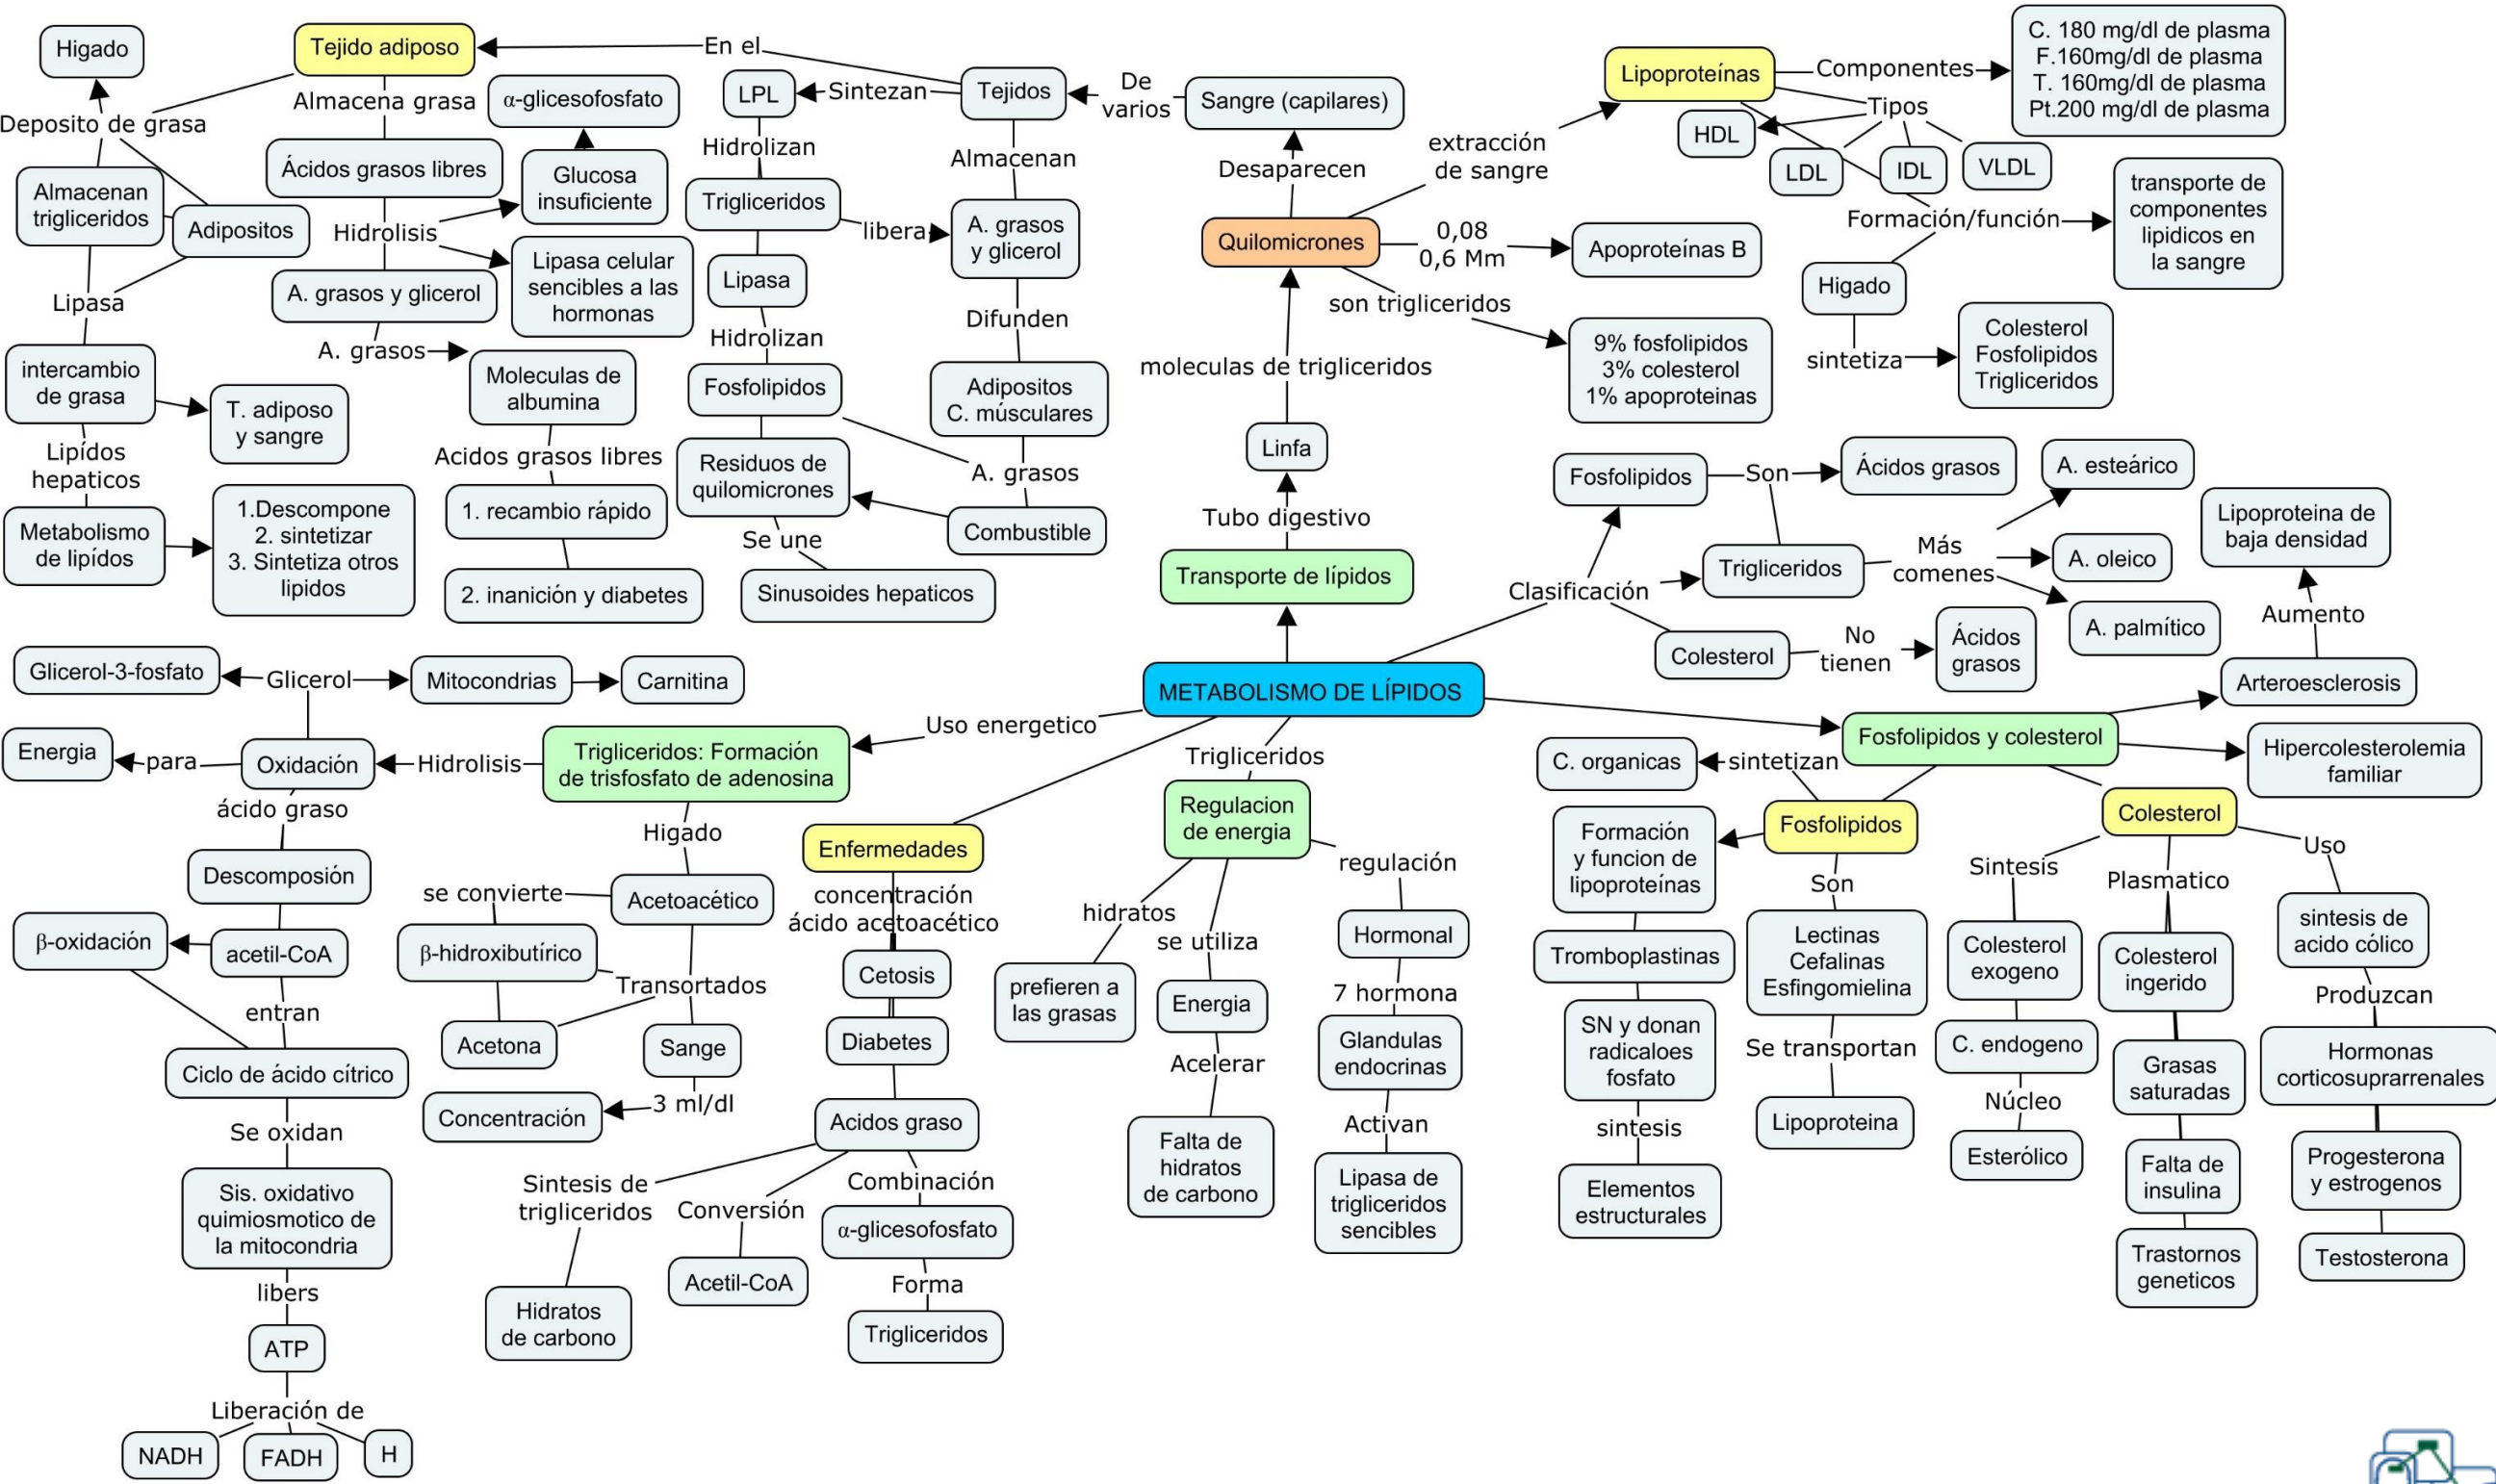 Higado
Tejido adiposo
En el
Deposito de grasa
Almacena grasa
α-glicesofosfato
Almacenan
trigliceridos
Adipositos
Ácidos grasos libres
Glucosa
insuficiente
Hidrolisis
Lipasa celular
sencibles a las
hormonas
A. grasos y glicerol
Lipasa
A. grasos
intercambio
de grasa
T. adiposo
y sangre
Moleculas de
albumina
Lipídos
hepaticos
Acidos grasos libres
Metabolismo
de lipídos
1.Descompone
2. sintetizar
3. Sintetiza otros
lipidos
1. recambio rápido
2. inanición y diabetes
LPL
Sintezan
Tejidos
De
varios
Sangre (capilares)
Hidrolizan
Trigliceridos
libera
Almacenan
A. grasos
y glicerol
Lipasa
Hidrolizan
Difunden
Fosfolipidos
Adipositos
C. músculares
Residuos de
quilomicrones
A. grasos
Combustible
Se une
Sinusoides hepaticos
Desaparecen
extracción
de sangre
Quilomicrones
0,08
0,6 Mm
Apoproteínas B
son trigliceridos
9% fosfolipidos
3% colesterol
1% apoproteinas
moleculas de trigliceridos
Linfa
Tubo digestivo
Transporte de lípidos
Lipoproteínas
Componentes
C. 180 mg/dl de plasma
F.160mg/dl de plasma
T. 160mg/dl de plasma
Pt.200 mg/dl de plasma
Tipos
HDL
LDL
IDL
VLDL
Formación/función
transporte de
componentes
lipidicos en
la sangre
Higado
sintetiza
Colesterol
Fosfolipidos
Trigliceridos
Clasificación
Fosfolipidos
Son
Ácidos grasos
Trigliceridos
Más
comenes
A. esteárico
A. oleico
A. palmítico
Colesterol
No
tienen
Ácidos
grasos
Lipoproteina de
baja densidad
Aumento
Arteroesclerosis
METABOLISMO DE LÍPIDOS
Uso energetico
Trigliceridos: Formación
de trisfosfato de adenosina
Hidrolisis
Oxidación
para
Energia
Glicerol
Glicerol-3-fosfato
Mitocondrias
Carnitina
ácido graso
Descomposión
acetil-CoA
β-oxidación
entran
Ciclo de ácido cítrico
Se oxidan
Sis. oxidativo
quimiosmotico de
la mitocondria
libers
ATP
Liberación de
NADH
FADH
H
Higado
Acetoacético
se convierte
β-hidroxibutírico
Transortados
Acetona
Sange
3 ml/dl
Concentración
Enfermedades
concentración
ácido acetoacético
Cetosis
Diabetes
Acidos graso
Sintesis de
trigliceridos
Hidratos
de carbono
Conversión
Acetil-CoA
Combinación
α-glicesofosfato
Forma
Trigliceridos
Trigliceridos
Regulacion
de energia
hidratos
prefieren a
las grasas
se utiliza
Energia
Acelerar
Falta de
hidratos
de carbono
regulación
Hormonal
7 hormona
Glandulas
endocrinas
Activan
Lipasa de
trigliceridos
sencibles
Fosfolipidos y colesterol
Hipercolesterolemia
familiar
Fosfolipidos
sintetizan
C. organicas
Formación
y funcion de
lipoproteínas
Tromboplastinas
SN y donan
radicaloes
fosfato
sintesis
Elementos
estructurales
Son
Lectinas
Cefalinas
Esfingomielina
Se transportan
Lipoproteina
Colesterol
Sintesis
Colesterol
exogeno
C. endogeno
Núcleo
Esterólico
Plasmatico
Colesterol
ingerido
Grasas
saturadas
Falta de
insulina
Trastornos
geneticos
Uso
sintesis de
acido cólico
Produzcan
Hormonas
corticosuprarrenales
Progesterona
y estrogenos
Testosterona